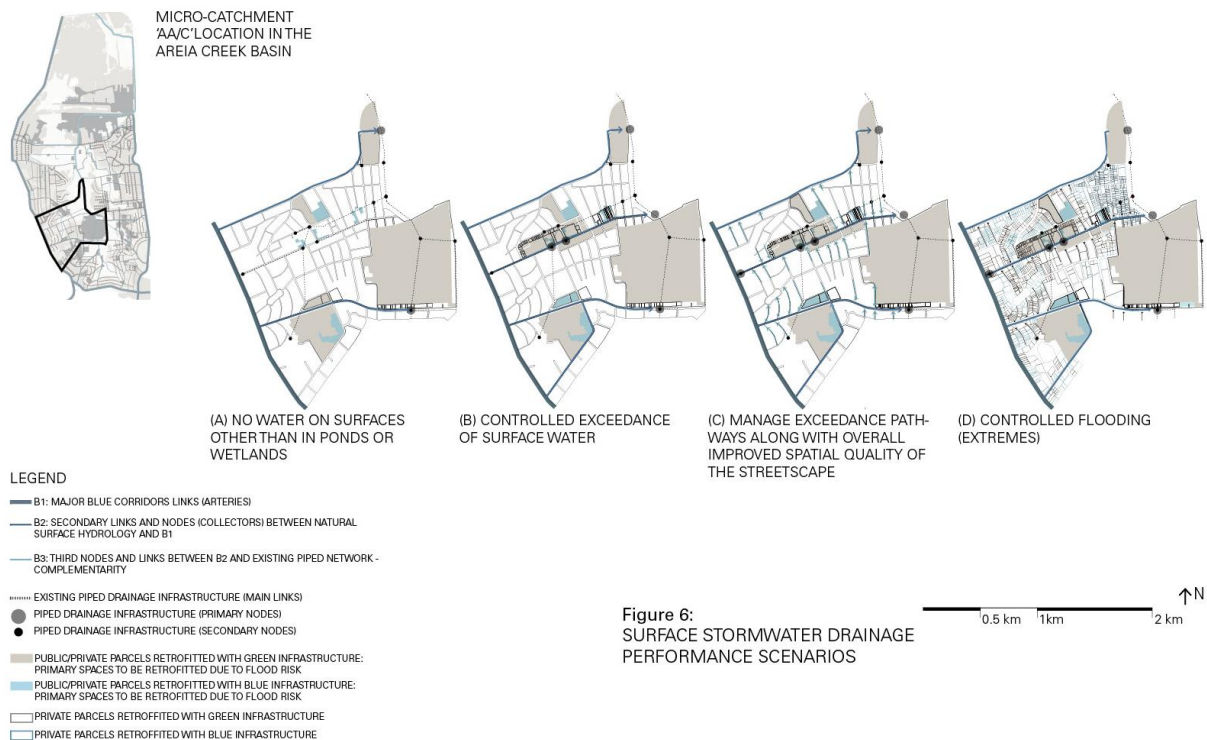 MICRO-CATCHMENT
'AA/C' LOCATION IN THE
AREIA CREEK BASIN
(A) NO WATER ON SURFACES
OTHER THAN IN PONDS OR
WETLANDS
(B) CONTROLLED EXCEEDANCE
OF SURFACE WATER
(C) MANAGE EXCEEDANCE PATH-
WAYS ALONG WITH OVERALL
IMPROVED SPATIAL QUALITY OF
THE STREETSCAPE
(D) CONTROLLED FLOODING
(EXTREMES)
LEGEND
B1: MAJOR BLUE CORRIDORS LINKS (ARTERIES)
B2: SECONDARY LINKS AND NODES (COLLECTORS) BETWEEN NATURAL
SURFACE HYDROLOGY AND B1
B3: THIRD NODES AND LINKS BETWEEN B2 AND EXISTING PIPED NETWORK -
COMPLEMENTARITY
EXISTING PIPED DRAINAGE INFRASTRUCTURE (MAIN LINKS)
PIPED DRAINAGE INFRASTRUCTURE (PRIMARY NODES)
PIPED DRAINAGE INFRASTRUCTURE (SECONDARY NODES)
PUBLIC/PRIVATE PARCELS RETROFITTED WITH GREEN INFRASTRUCTURE:
PRIMARY SPACES TO BE RETROFITTED DUE TO FLOOD RISK
PUBLIC/PRIVATE PARCELS RETROFITTED WITH BLUE INFRASTRUCTURE:
PRIMARY SPACES TO BE RETROFITTED DUE TO FLOOD RISK
PRIVATE PARCELS RETROFFITED WITH GREEN INFRASTRUCTURE
PRIVATE PARCELS RETROFFITED WITH BLUE INFRASTRUCTURE
Figure 6:
SURFACE STORMWATER DRAINAGE
PERFORMANCE SCENARIOS
N
0.5 km 1km 2 km